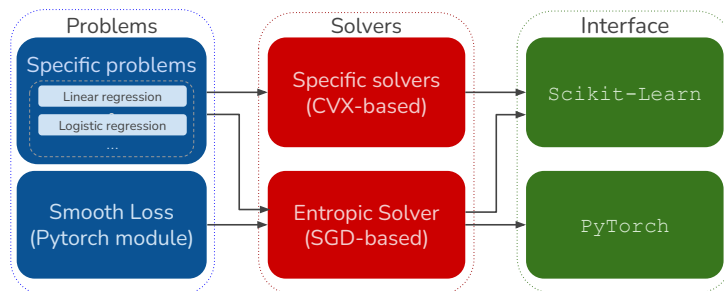 Problems
Specific problems
Linear regression
Logistic regression
...
Smooth Loss
(Pytorch module)
Solvers
Specific solvers
(CVX-based)
Entropic Solver
(SGD-based)
Interface
Scikit-Learn
PyTorch